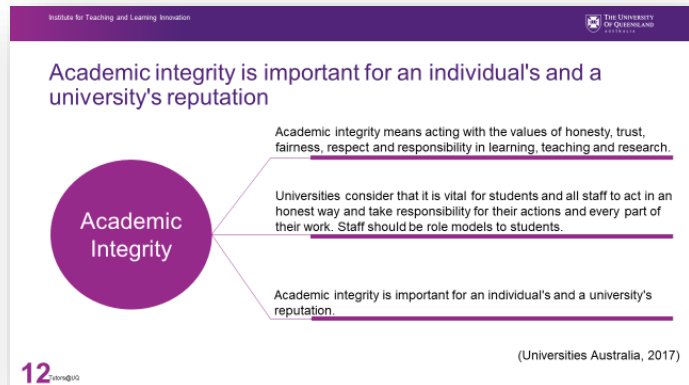 Institute for Teaching and Learning Innovation
THE UNIVERSITY
OF QUEENSLAND
AUSTRALIA
Academic integrity is important for an individual's and a
university's reputation
Academic integrity means acting with the values of honesty, trust,
fairness, respect and responsibility in learning, teaching and research.
Universities consider that it is vital for students and all staff to act in an
honest way and take responsibility for their actions and every part of
their work. Staff should be role models to students.
Academic
Integrity
Academic integrity is important for an individual's and a university's
reputation.
(Universities Australia, 2017)
12 Tutors@UQ